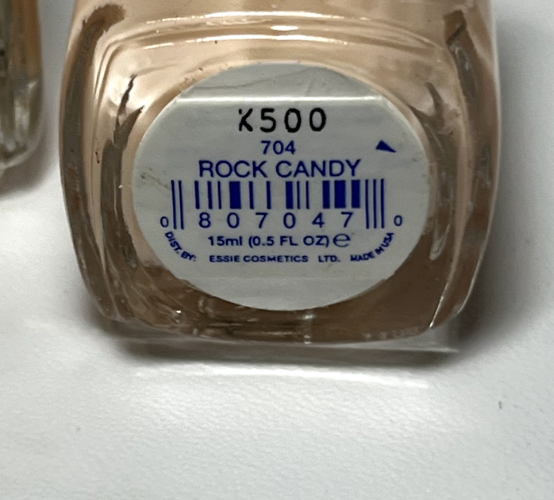 K500
704
ROCK CANDY
0 807047 0
15ml (0.5 FL OZ) e
DIST. BY: ESSIE COSMETICS LTD. MADE IN USA